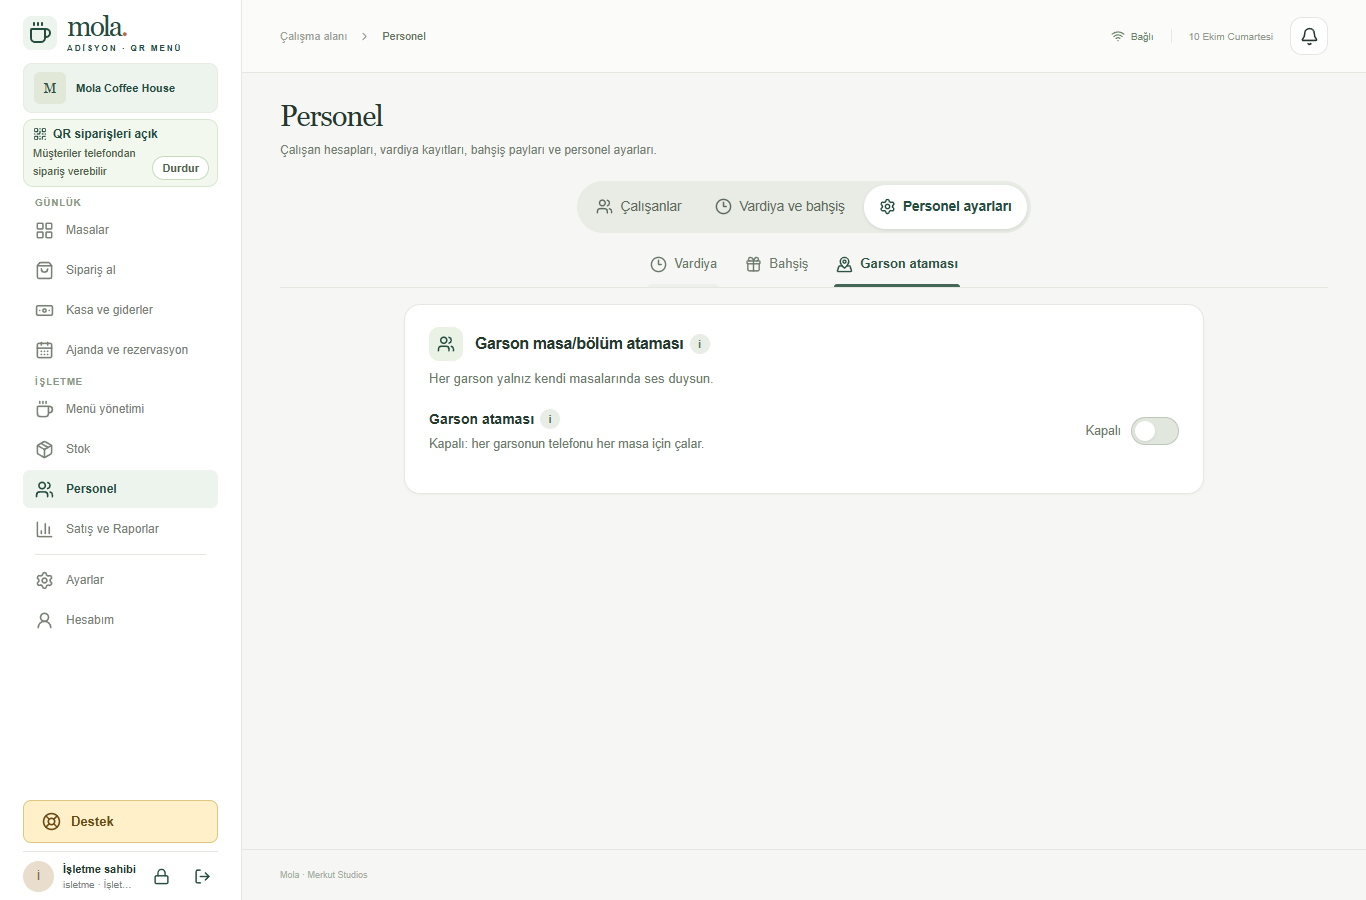 mola.
ADİSYON · QR MENÜ
M
Mola Coffee House
QR siparişleri açık
Müşteriler telefondan
sipariş verebilir
Durdur
GÜNLÜK
Masalar
Sipariş al
Kasa ve giderler
Ajanda ve rezervasyon
İŞLETME
Menü yönetimi
Stok
Personel
Satış ve Raporlar
Ayarlar
Hesabım
Destek
İ
İşletme sahibi
isletme · İşlet...
Çalışma alanı
Personel
Bağlı
10 Ekim Cumartesi
Personel
Çalışan hesapları, vardiya kayıtları, bahşiş payları ve personel ayarları.
Çalışanlar
Vardiya ve bahşiş
Personel ayarları
Vardiya
Bahşiş
Garson ataması
Garson masa/bölüm ataması
i
Her garson yalnız kendi masalarında ses duysun.
Garson ataması
i
Kapalı: her garsonun telefonu her masa için çalar.
Kapalı
Mola · Merkut Studios